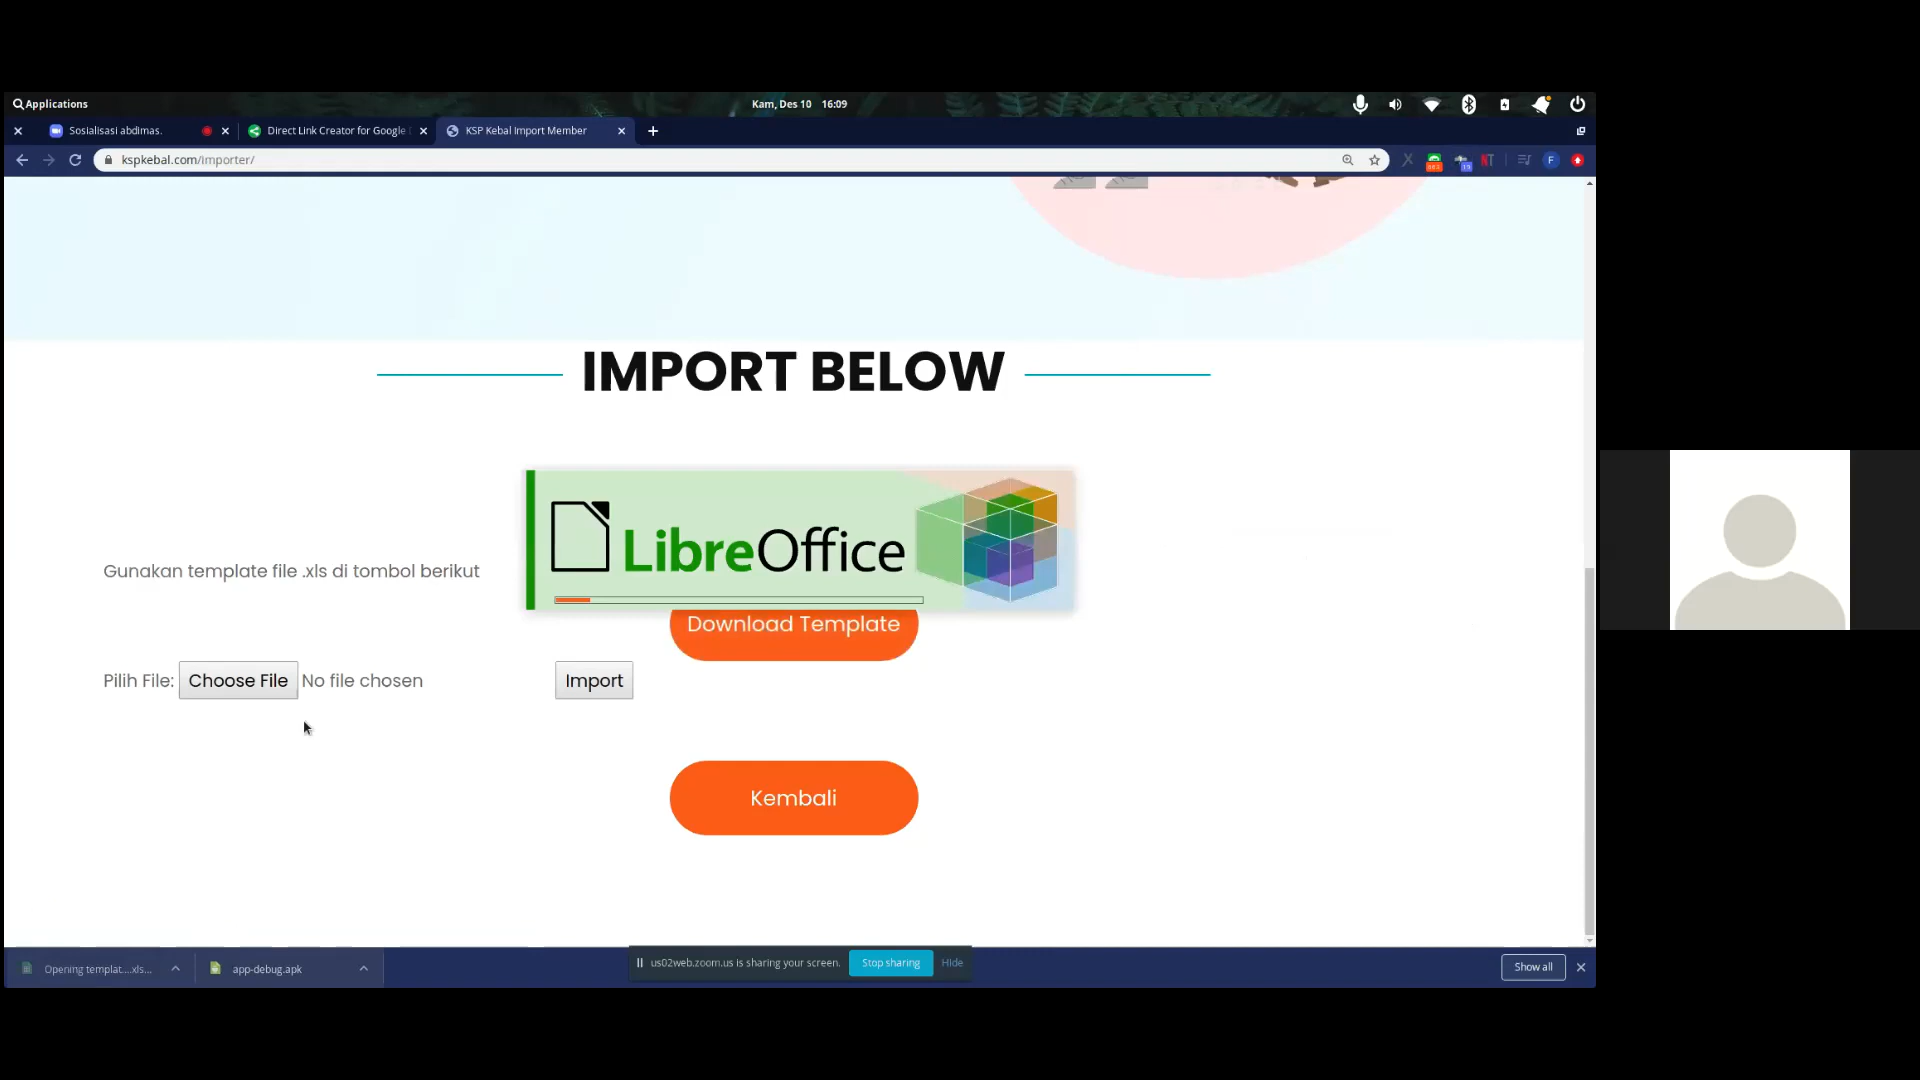 Applications
Kam, Des 10 16:09
Sosialisasi abdimas.
Direct Link Creator for Google
KSP Kebal Import Member
kspkebal.com/importer/
NT
F
IMPORT BELOW
LibreOffice
Gunakan template file .xls di tombol berikut
Download Template
Pilih File: Choose File No file chosen
Import
Kembali
Opening templat....xls...
app-debug.apk
us02web.zoom.us is sharing your screen.
Stop sharing
Hide
Show all